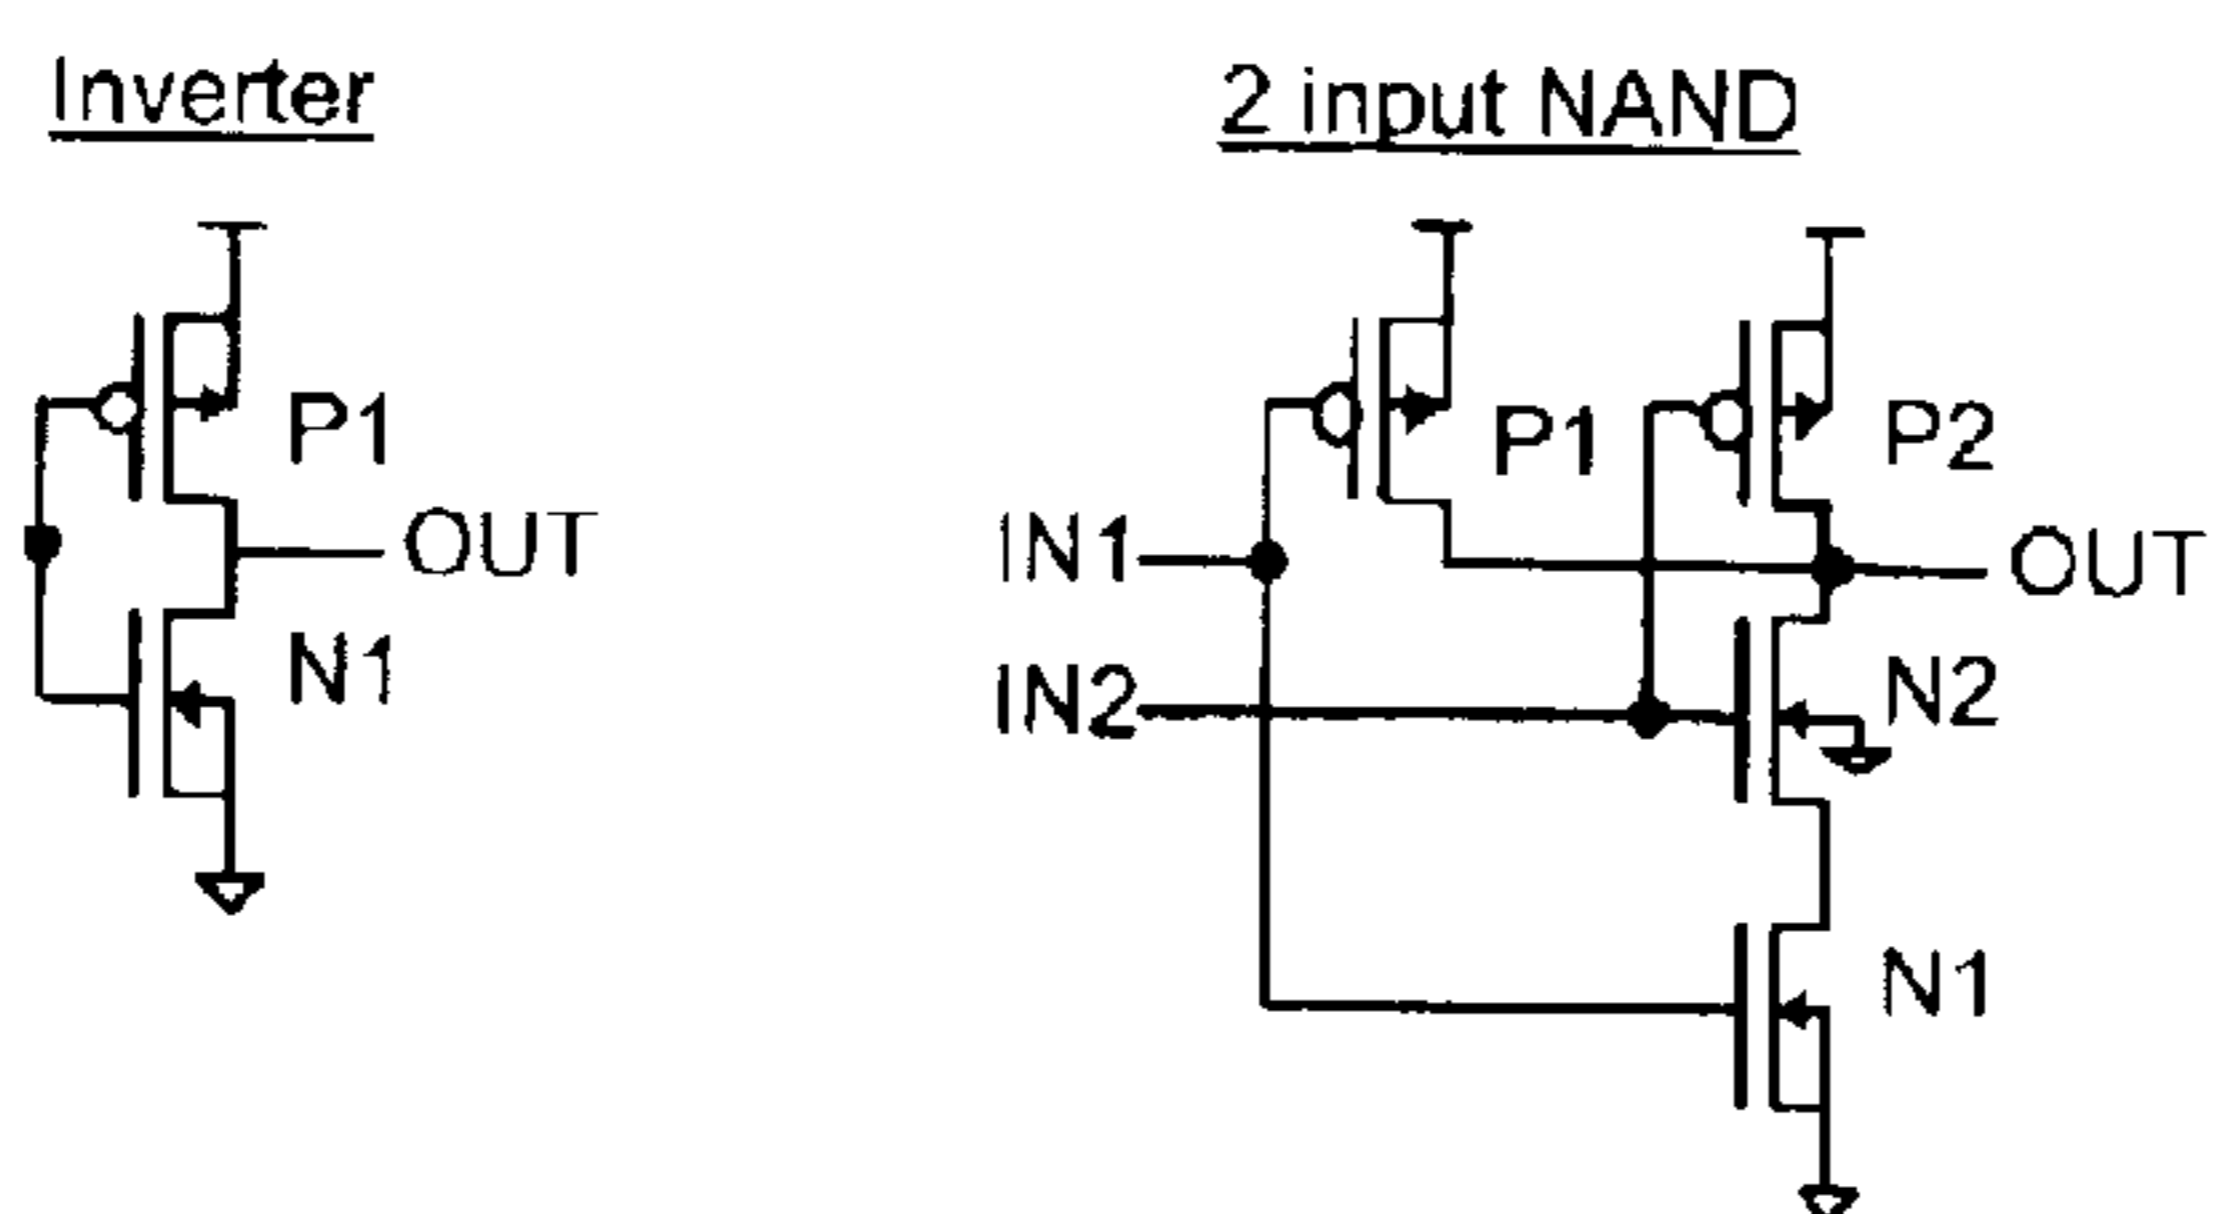 Inverter
P1
OUT
N1
2 input NAND
P1
P2
IN1
OUT
IN2
N2
N1